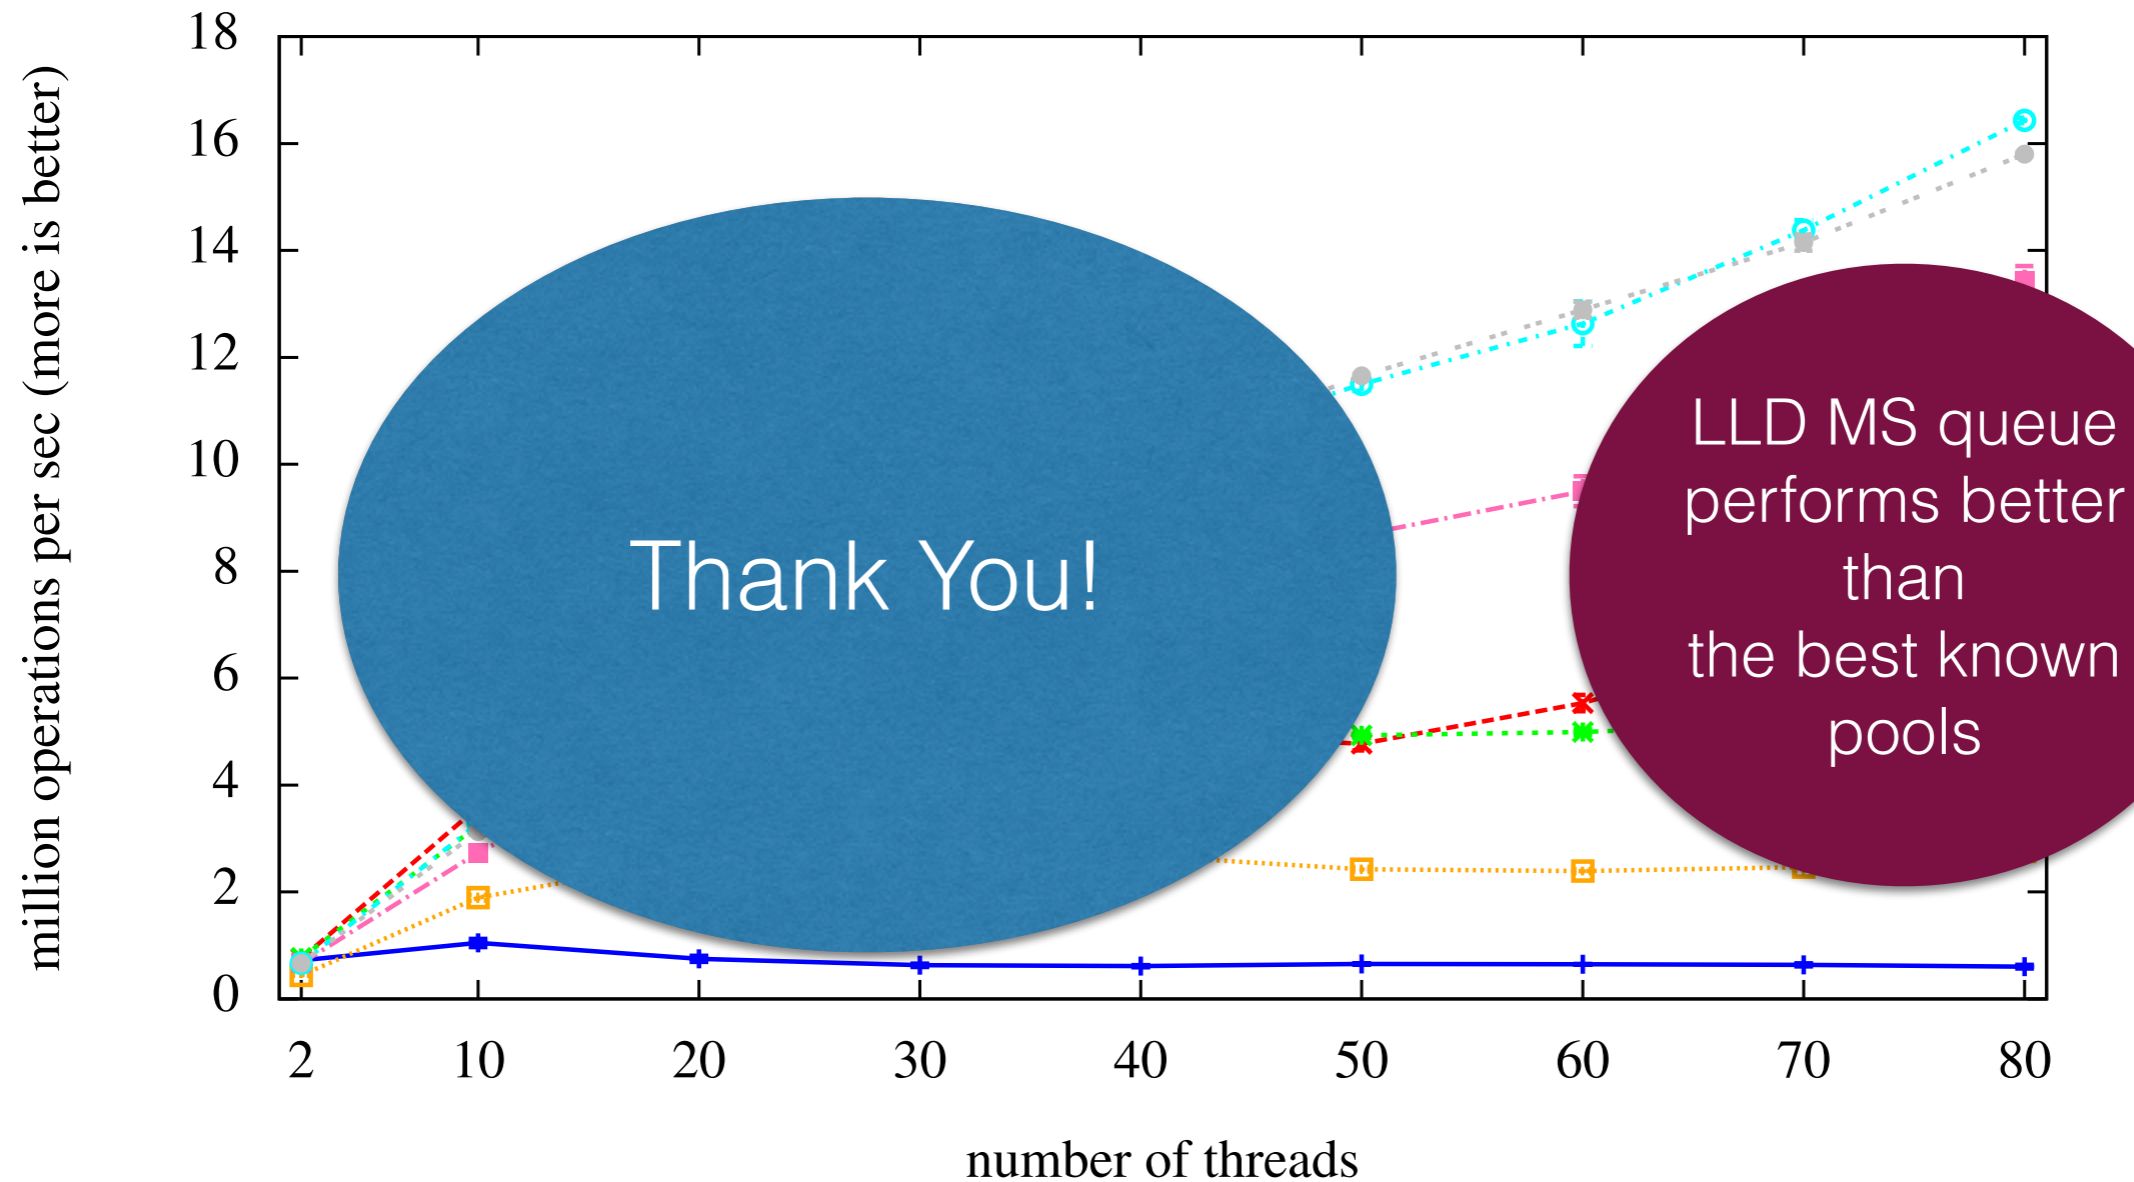 million operations per sec (more is better)
18
16
14
12
10
8
6
4
2
0
Thank You!
LLD MS queue
performs better
than
the best known
pools
2 10 20 30 40 50 60 70 80
number of threads